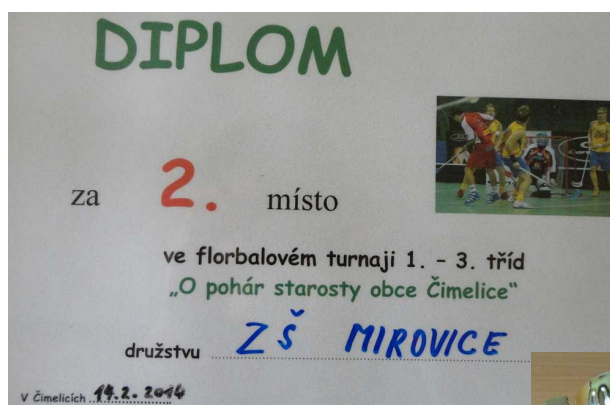 DIPLOM
za 2. místo
ve florbalovém turnaji 1. - 3. tříd
„O pohár starosty obce Čimelice“
družstvu ZŠ MIROVICE
V Čimelicích 14.2.2014